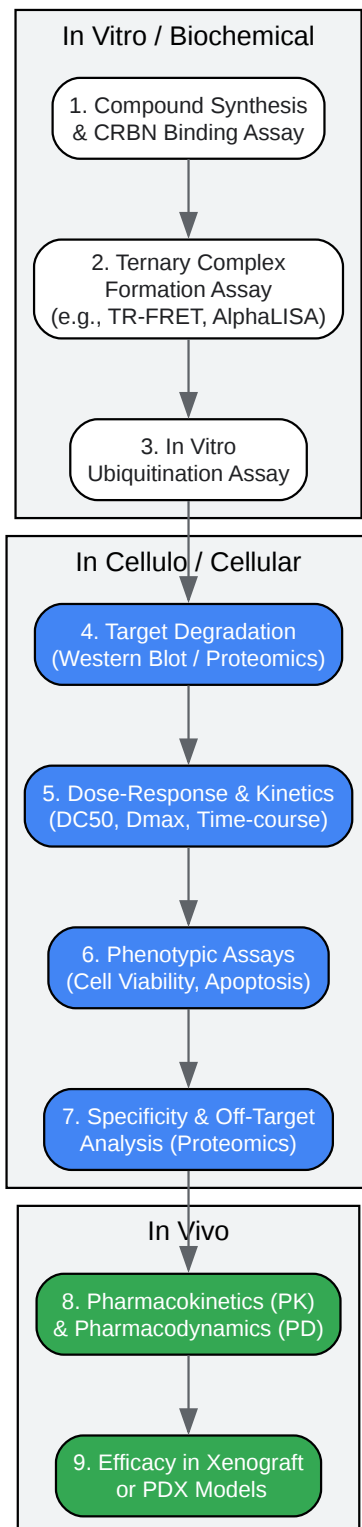 In Vitro / Biochemical
1. Compound Synthesis
& CRBN Binding Assay
2. Ternary Complex
Formation Assay
(e.g., TR-FRET, AlphaLISA)
3. In Vitro
Ubiquitination Assay
In Cellulo / Cellular
4. Target Degradation
(Western Blot / Proteomics)
5. Dose-Response & Kinetics
(DC50, Dmax, Time-course)
6. Phenotypic Assays
(Cell Viability, Apoptosis)
7. Specificity & Off-Target
Analysis (Proteomics)
In Vivo
8. Pharmacokinetics (PK)
& Pharmacodynamics (PD)
9. Efficacy in Xenograft
or PDX Models